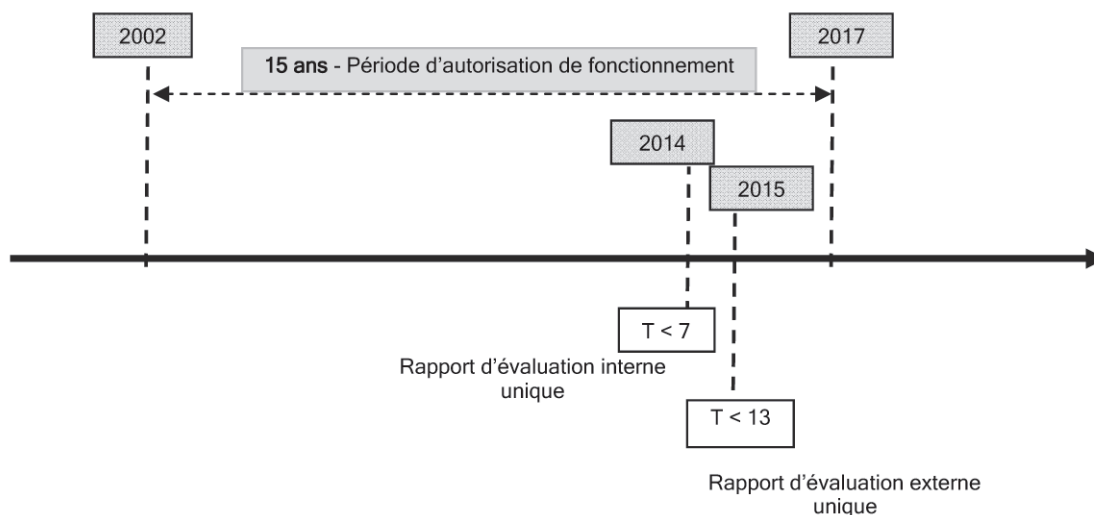 2002
2017
15 ans - Période d’autorisation de fonctionnement
2014
2015
T < 7
Rapport d’évaluation interne
unique
T < 13
Rapport d’évaluation externe
unique